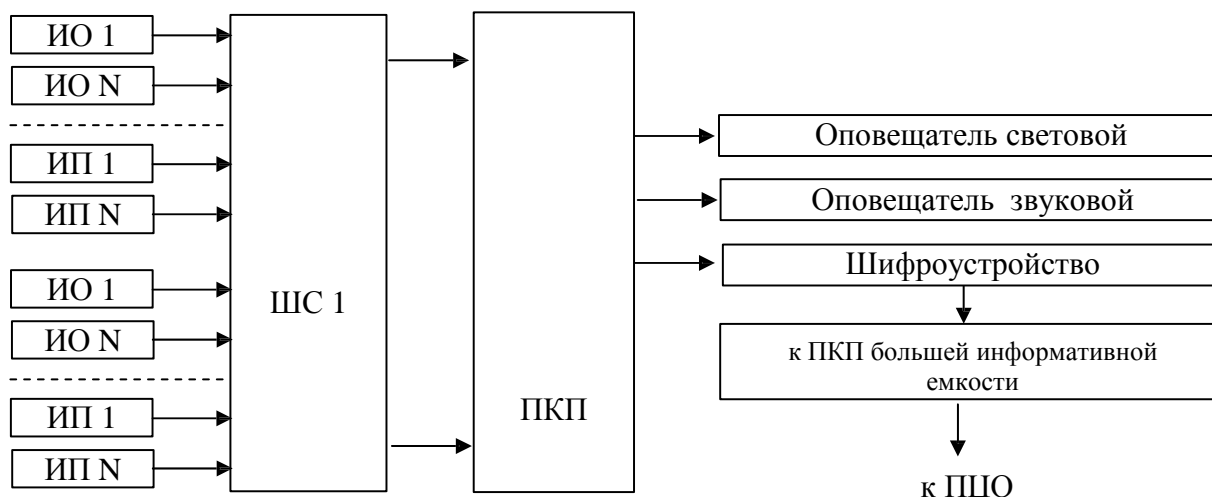 ИО 1
ИО N
ИП 1
ИП N
ИО 1
ИО N
ИП 1
ИП N
ШС 1
ПКП
Оповещатель световой
Оповещатель звуковой
Шифроустройство
к ПКП большей информативной
емкости
к ПЦО